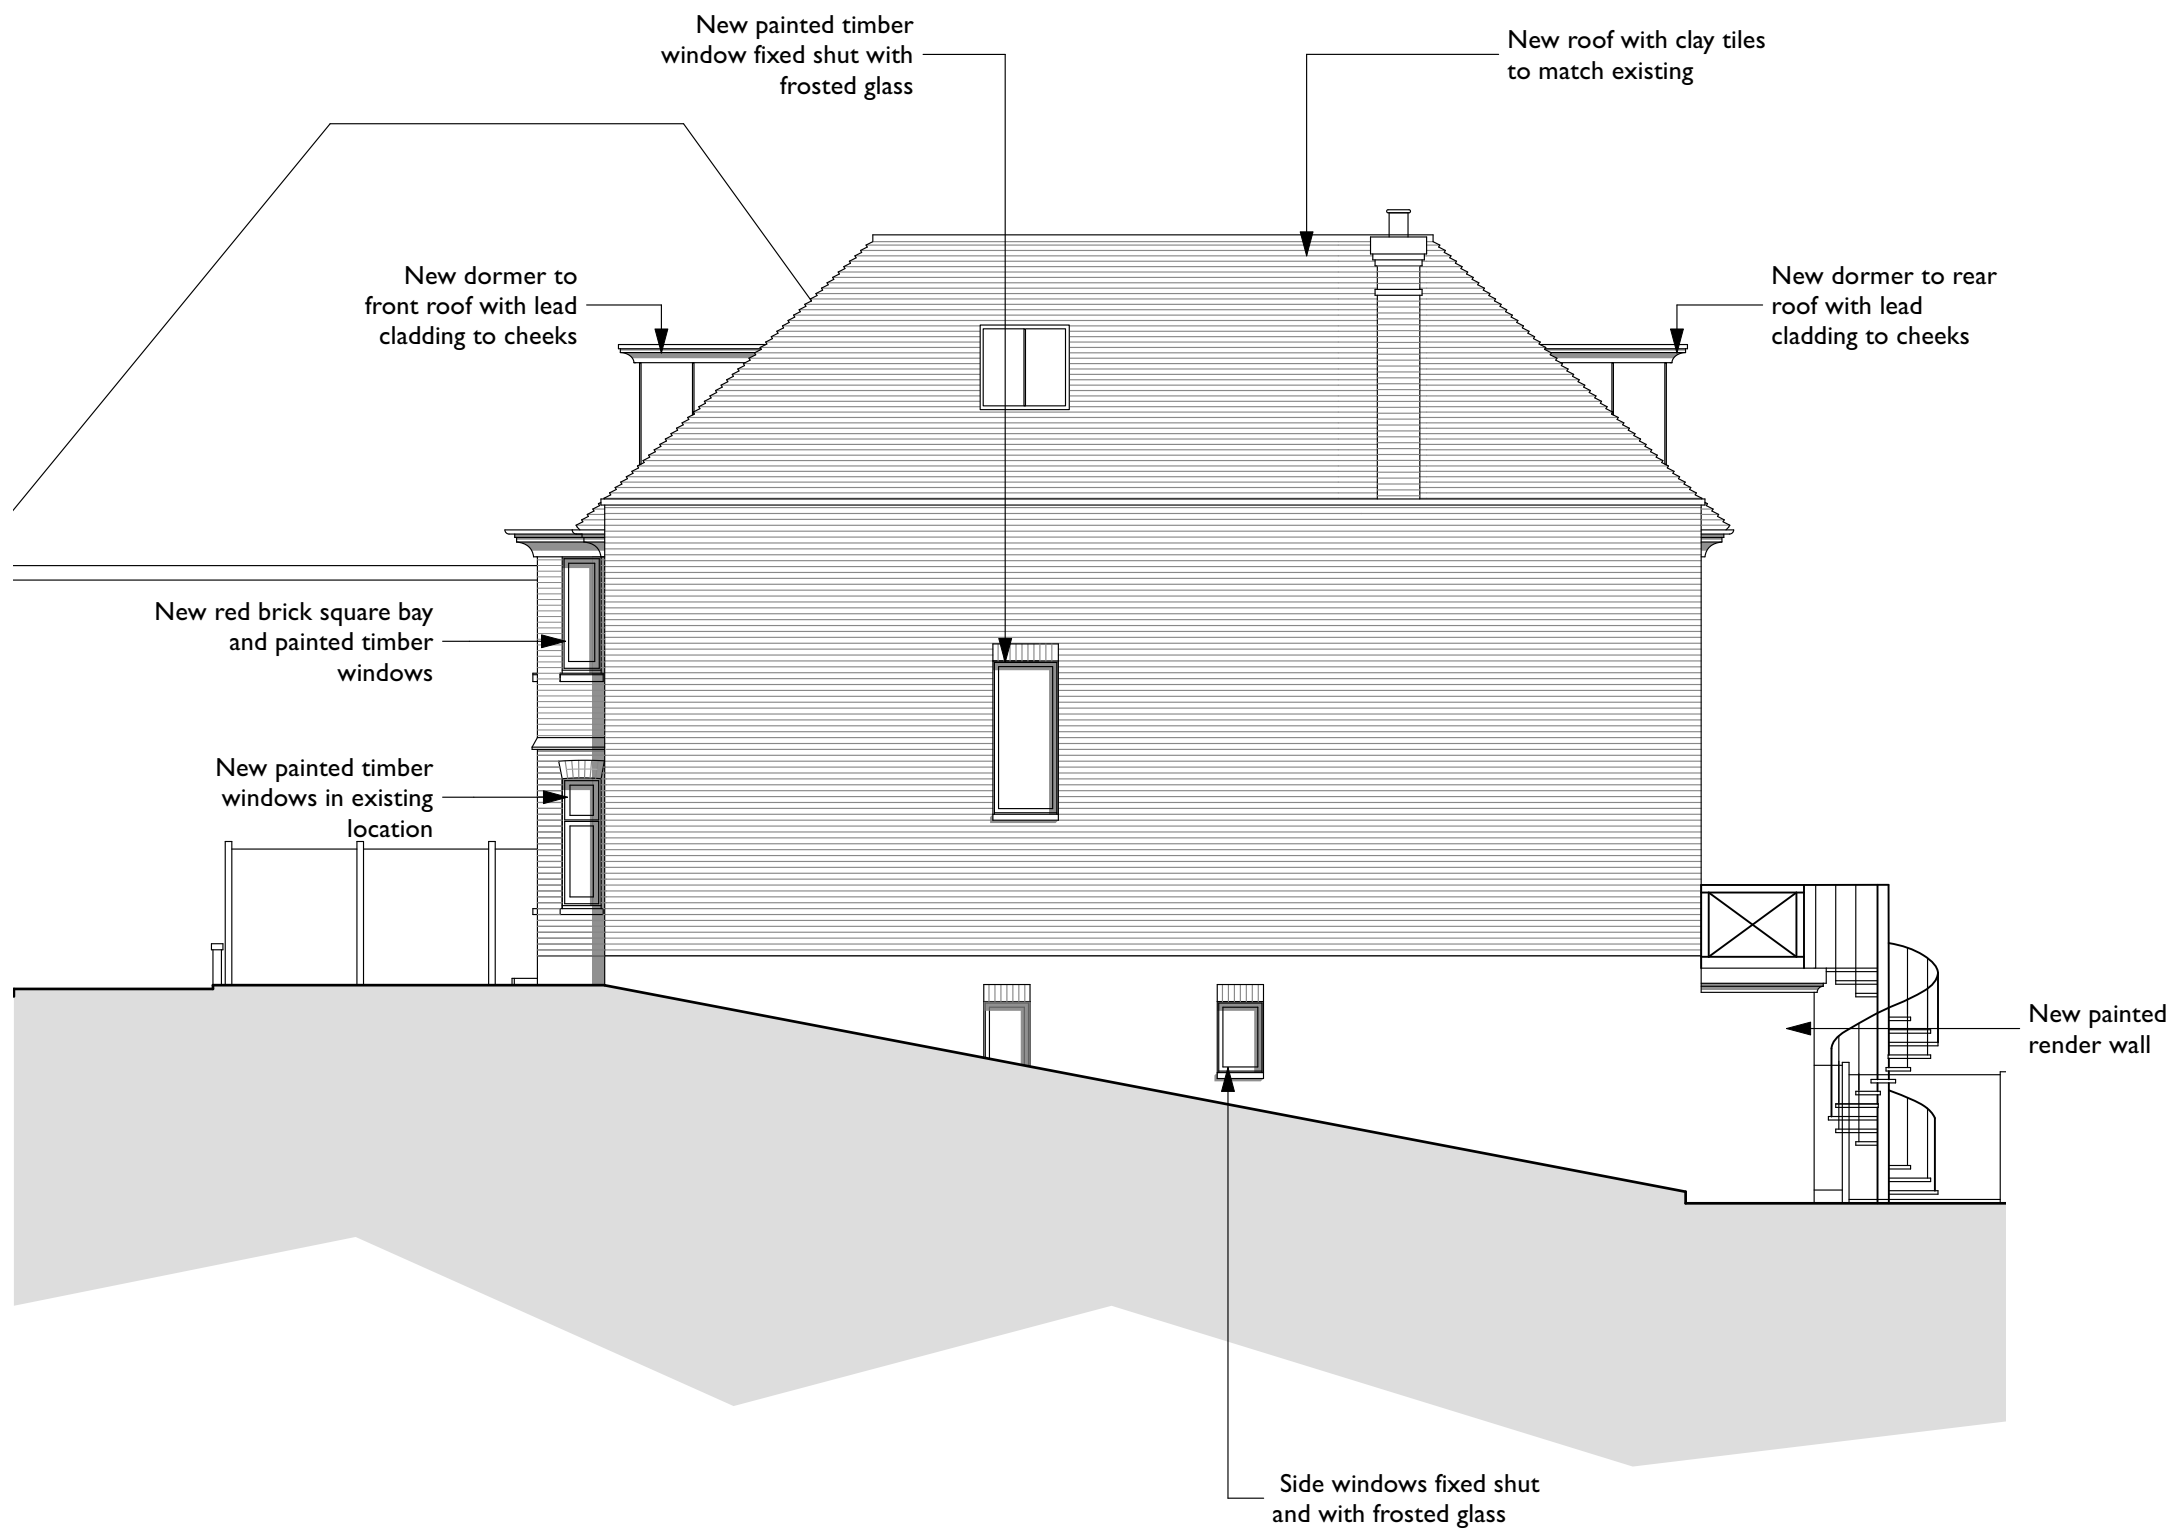 New painted timber
window fixed shut with
frosted glass
New roof with clay tiles
to match existing
New dormer to
front roof with lead
cladding to cheeks
New dormer to rear
roof with lead
cladding to cheeks
New red brick square bay
and painted timber
windows
New painted timber
windows in existing
location
New painted
render wall
Side windows fixed shut
and with frosted glass